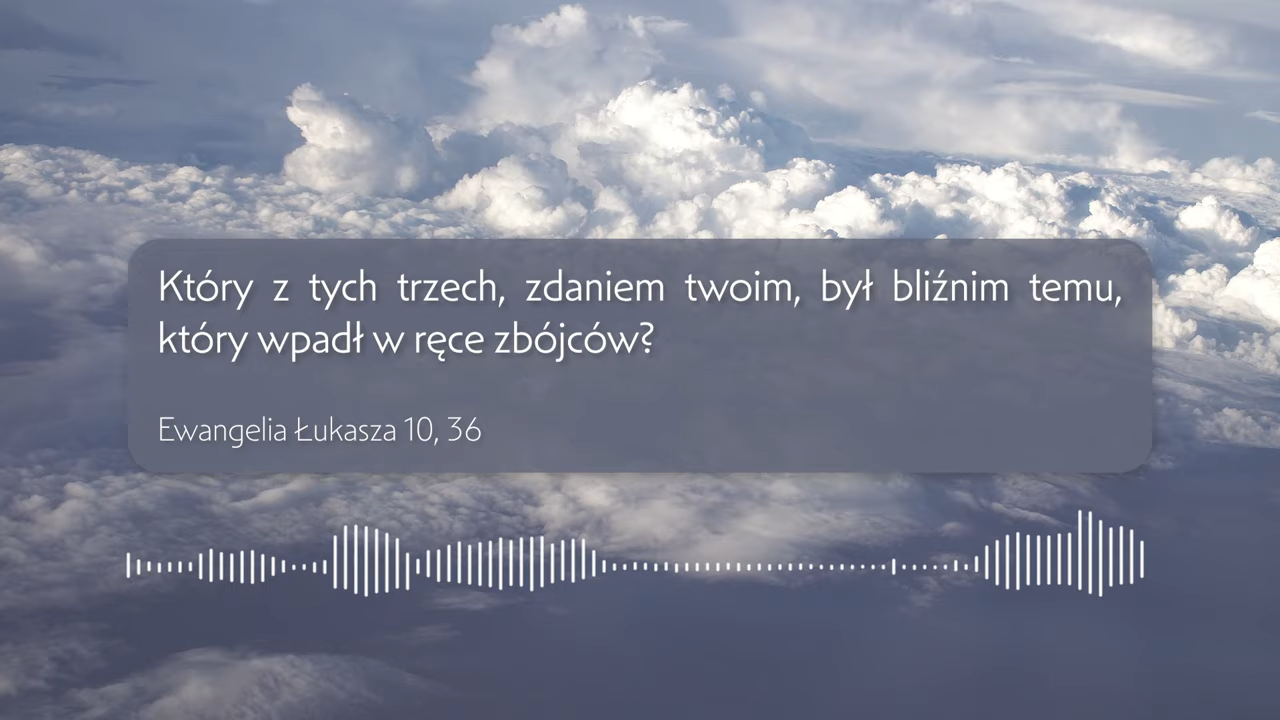 Który z tych trzech, zdaniem twoim, był bliźnim temu,
który wpadł w ręce zbójców?
Ewangelia Łukasza 10, 36